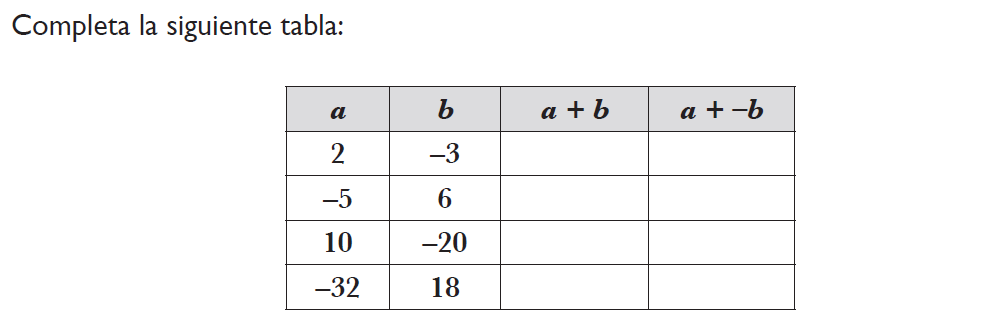 Completa la siguiente tabla:
a b a + b a + –b
2 –3
–5 6
10 –20
–32 18